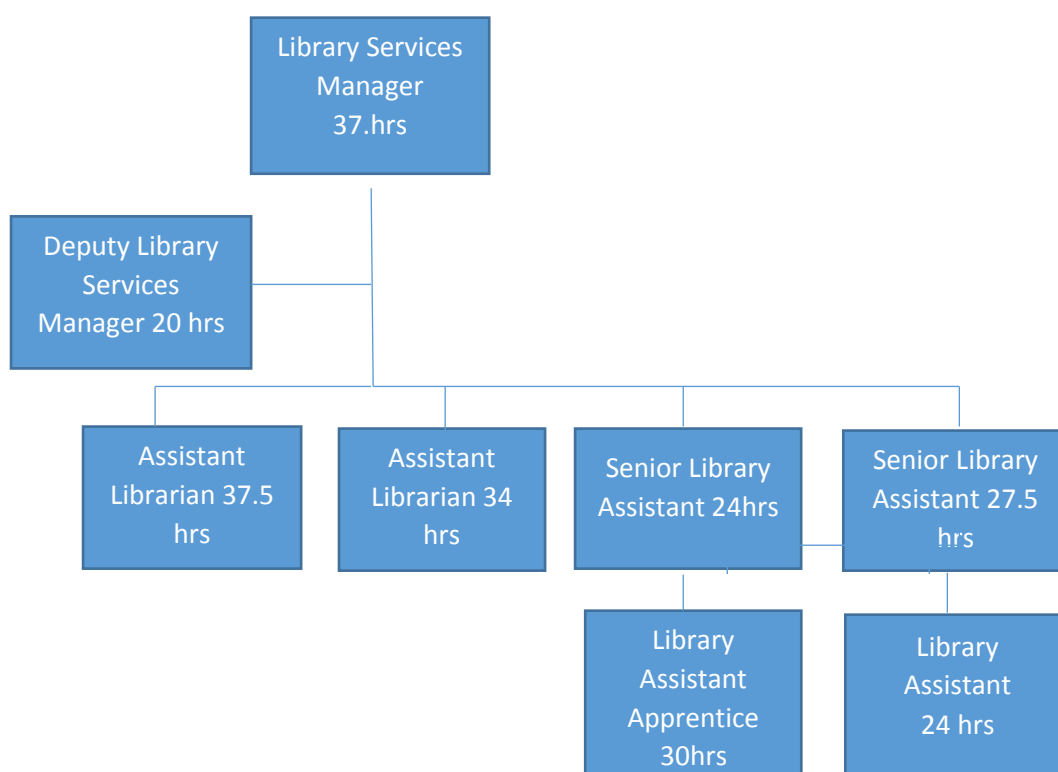 Library Services
Manager
37.hrs
Deputy Library
Services
Manager 20 hrs
Assistant
Librarian 37.5
hrs
Assistant
Librarian 34
hrs
Senior Library
Assistant 24hrs
Senior Library
Assistant 27.5
hrs
Library
Assistant
Apprentice
30hrs
Library
Assistant
24 hrs